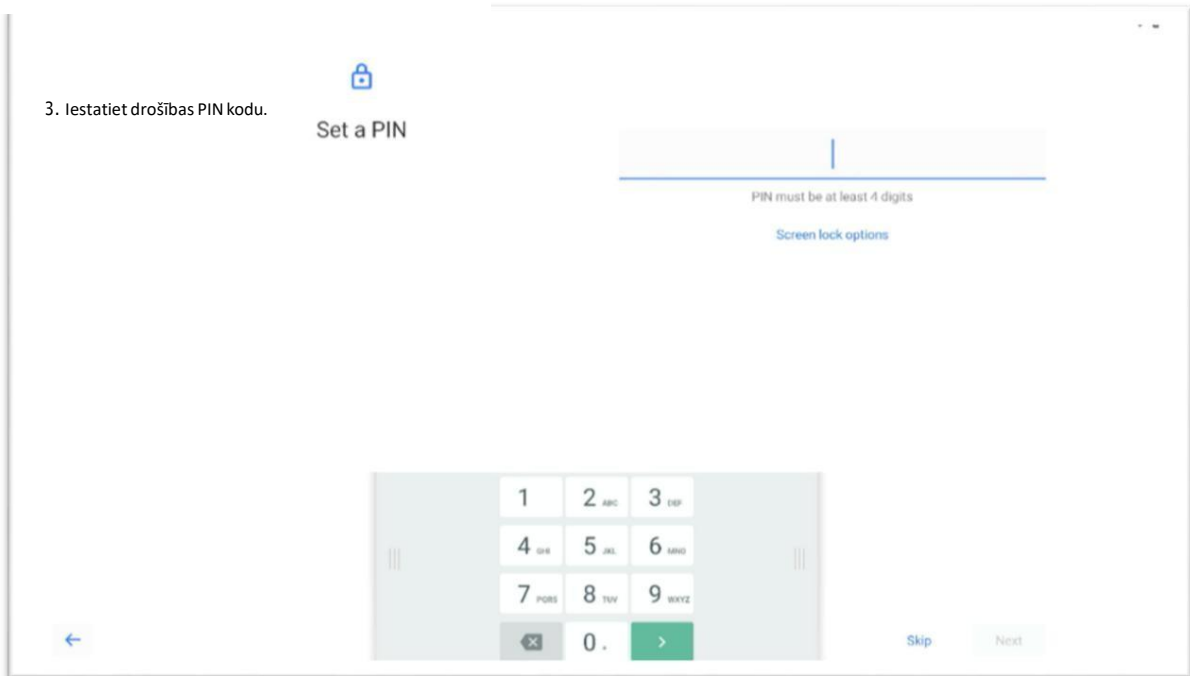 3. Iestatiet drošības PIN kodu.
Set a PIN
PIN must be at least 4 digits
Screen lock options
1 2 ABC 3 DEF
4 GHI 5 JKL 6 MNO
7 PQRS 8 TUV 9 WXYZ
0 .
Skip Next